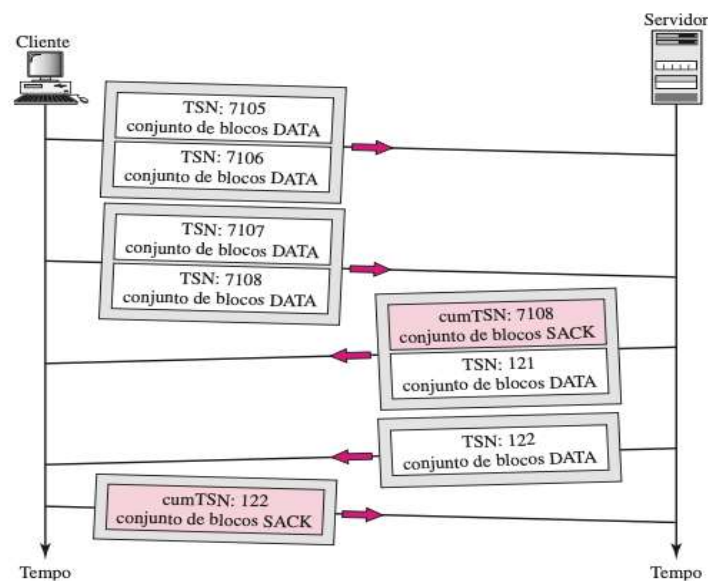 Cliente
Servidor
TSN: 7105
conjunto de blocos DATA
TSN: 7106
conjunto de blocos DATA
TSN: 7107
conjunto de blocos DATA
TSN: 7108
conjunto de blocos DATA
cumTSN: 7108
conjunto de blocos SACK
TSN: 121
conjunto de blocos DATA
TSN: 122
conjunto de blocos DATA
cumTSN: 122
conjunto de blocos SACK
Tempo
Tempo